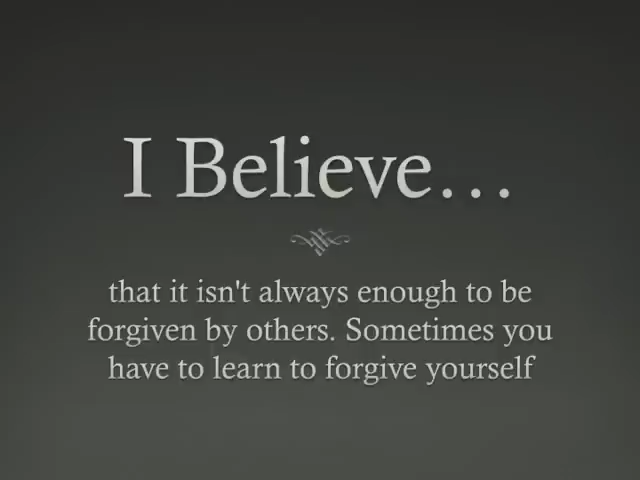 I Believe...
that it isn't always enough to be
forgiven by others. Sometimes you
have to learn to forgive yourself